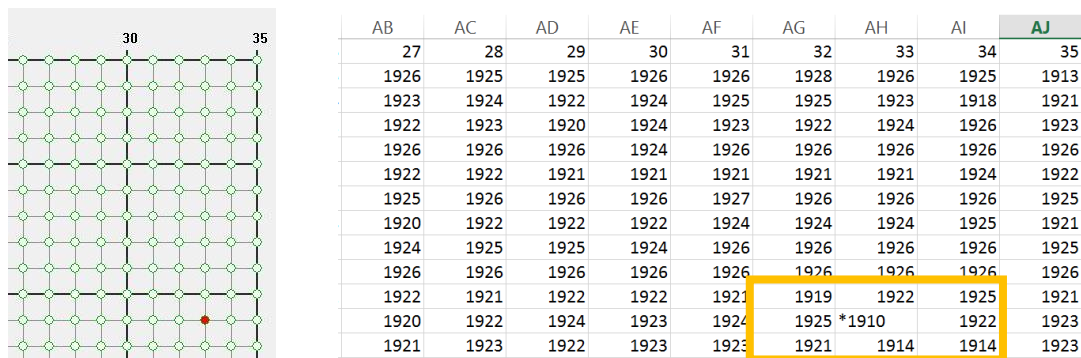 30 35
AB AC AD AE AF AG AH AI AJ
27 28 29 30 31 32 33 34 35
1926 1925 1925 1926 1926 1928 1926 1925 1913
1923 1924 1922 1924 1925 1925 1923 1918 1921
1922 1923 1920 1924 1923 1922 1924 1926 1923
1926 1926 1926 1924 1926 1926 1926 1926 1926
1922 1922 1921 1921 1921 1921 1921 1924 1922
1925 1926 1926 1926 1927 1926 1926 1926 1925
1920 1922 1922 1922 1924 1924 1924 1925 1921
1924 1925 1925 1924 1926 1926 1926 1926 1925
1926 1926 1926 1926 1926 1926 1926 1926 1926
1922 1921 1922 1922 1921 1919 1922 1925 1921
1920 1922 1924 1923 1924 1925 *1910 1922 1923
1921 1923 1922 1923 1923 1921 1914 1914 1923